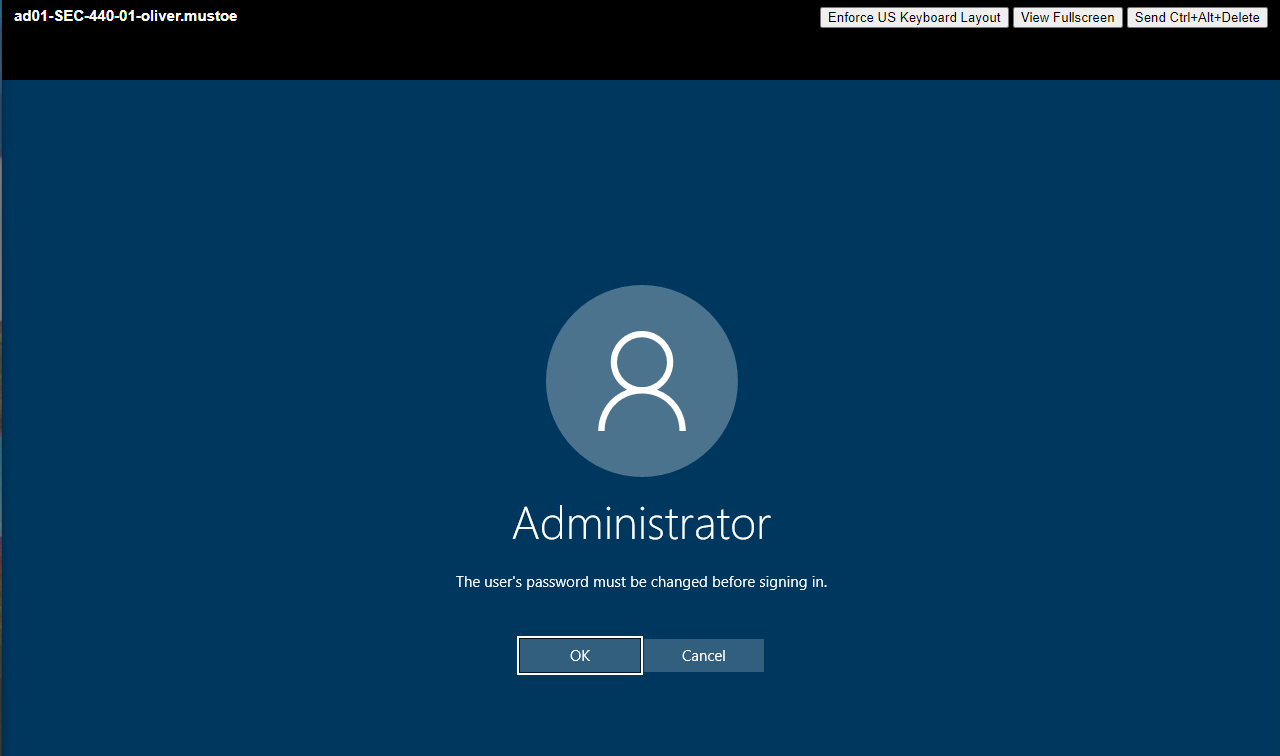 ad01-SEC-440-01-oliver.mustoe
Enforce US Keyboard Layout
View Fullscreen
Send Ctrl+Alt+Delete
Administrator
The user's password must be changed before signing in.
OK
Cancel